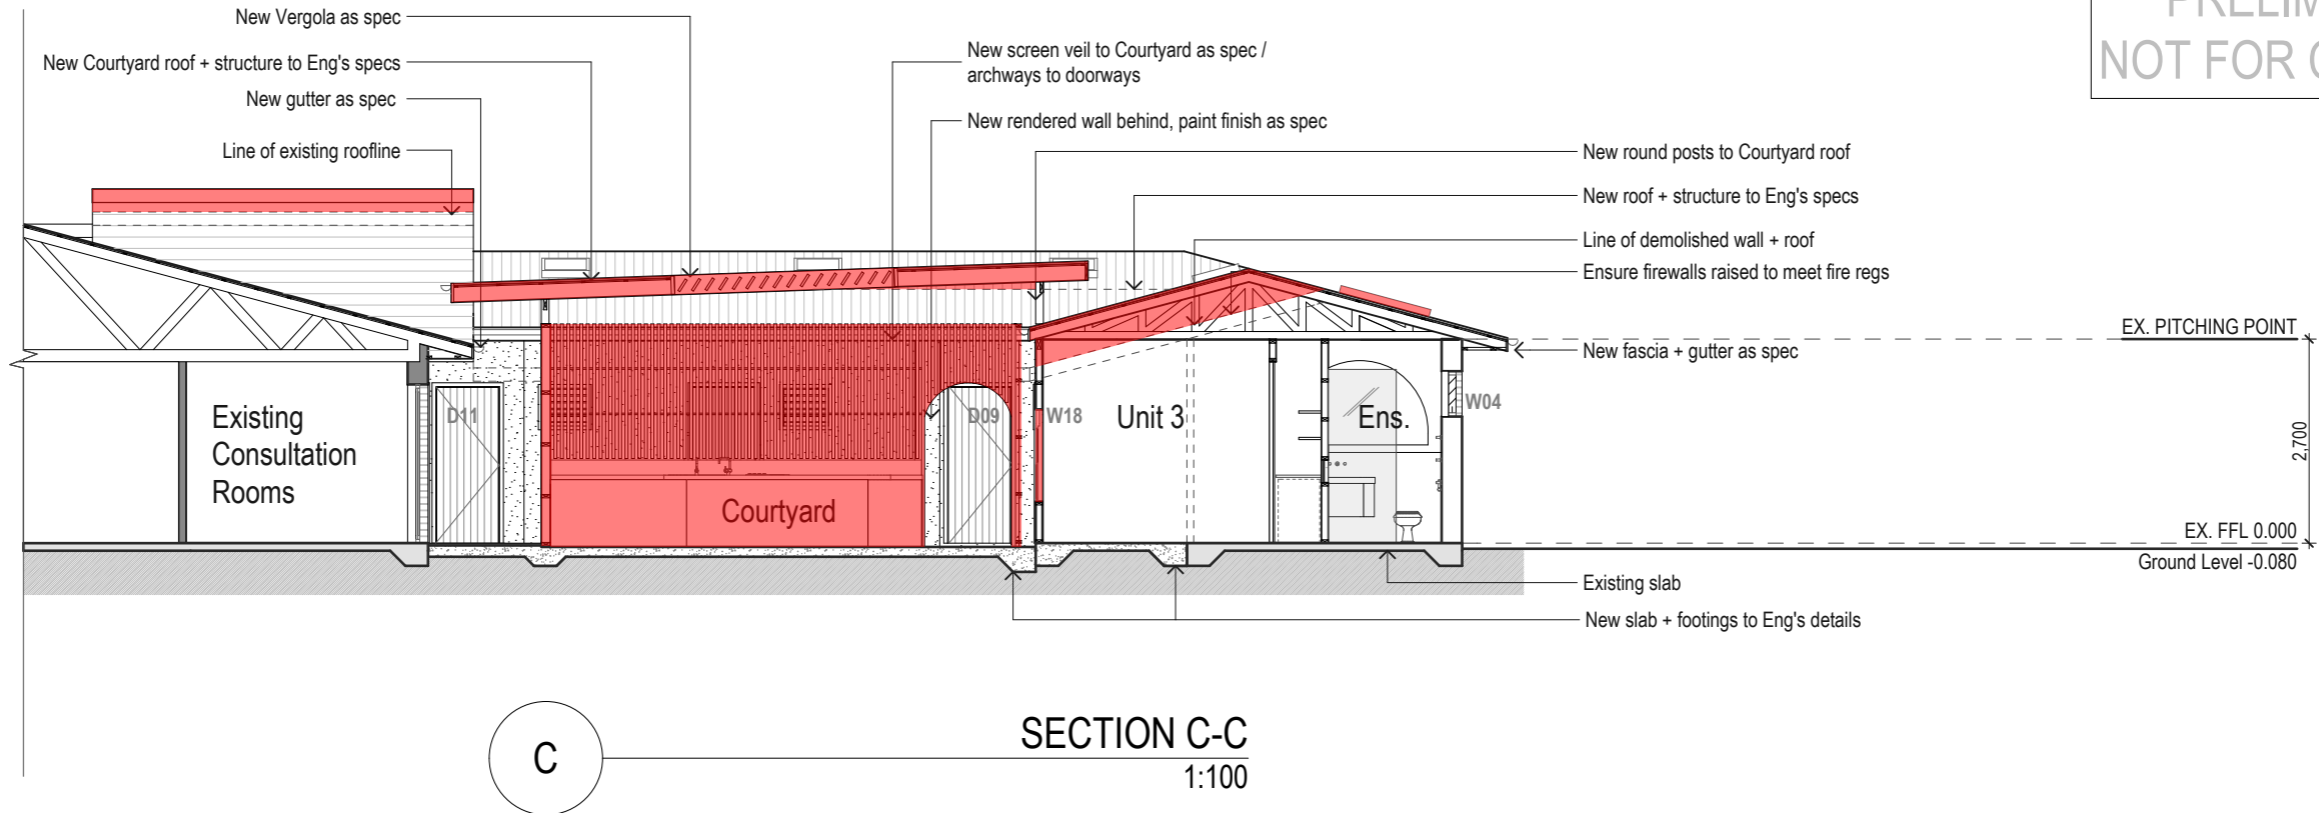 New Vergola as spec
New Courtyard roof + structure to Eng's specs
New gutter as spec
Line of existing roofline
New screen veil to Courtyard as spec /
archways to doorways
New rendered wall behind, paint finish as spec
New round posts to Courtyard roof
New roof + structure to Eng's specs
Line of demolished wall + roof
Ensure firewalls raised to meet fire regs
NOT FOR
EX. PITCHING POINT
New fascia + gutter as spec
2,700
Existing
Consultation
Rooms
D11
Courtyard
D09
W18
Unit 3
Ens.
W04
EX. FFL 0.000
Ground Level -0.080
Existing slab
New slab + footings to Eng's details
C
SECTION C-C
1:100